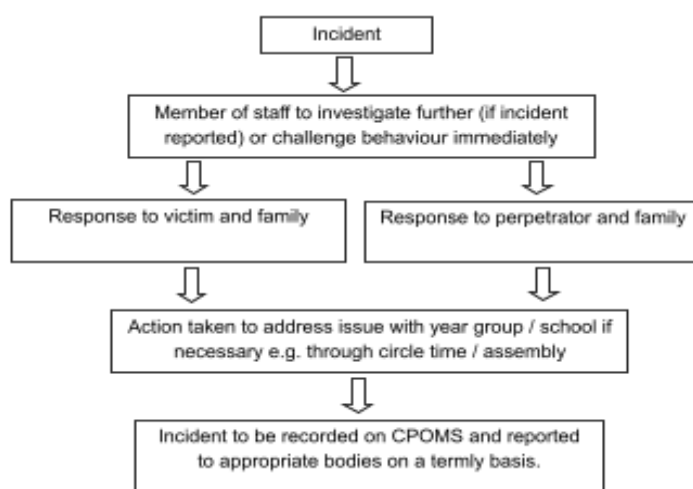 Incident
Member of staff to investigate further (if incident
reported) or challenge behaviour immediately
Response to victim and family
Response to perpetrator and family
Action taken to address issue with year group / school if
necessary e.g. through circle time / assembly
Incident to be recorded on CPOMS and reported
to appropriate bodies on a termly basis.